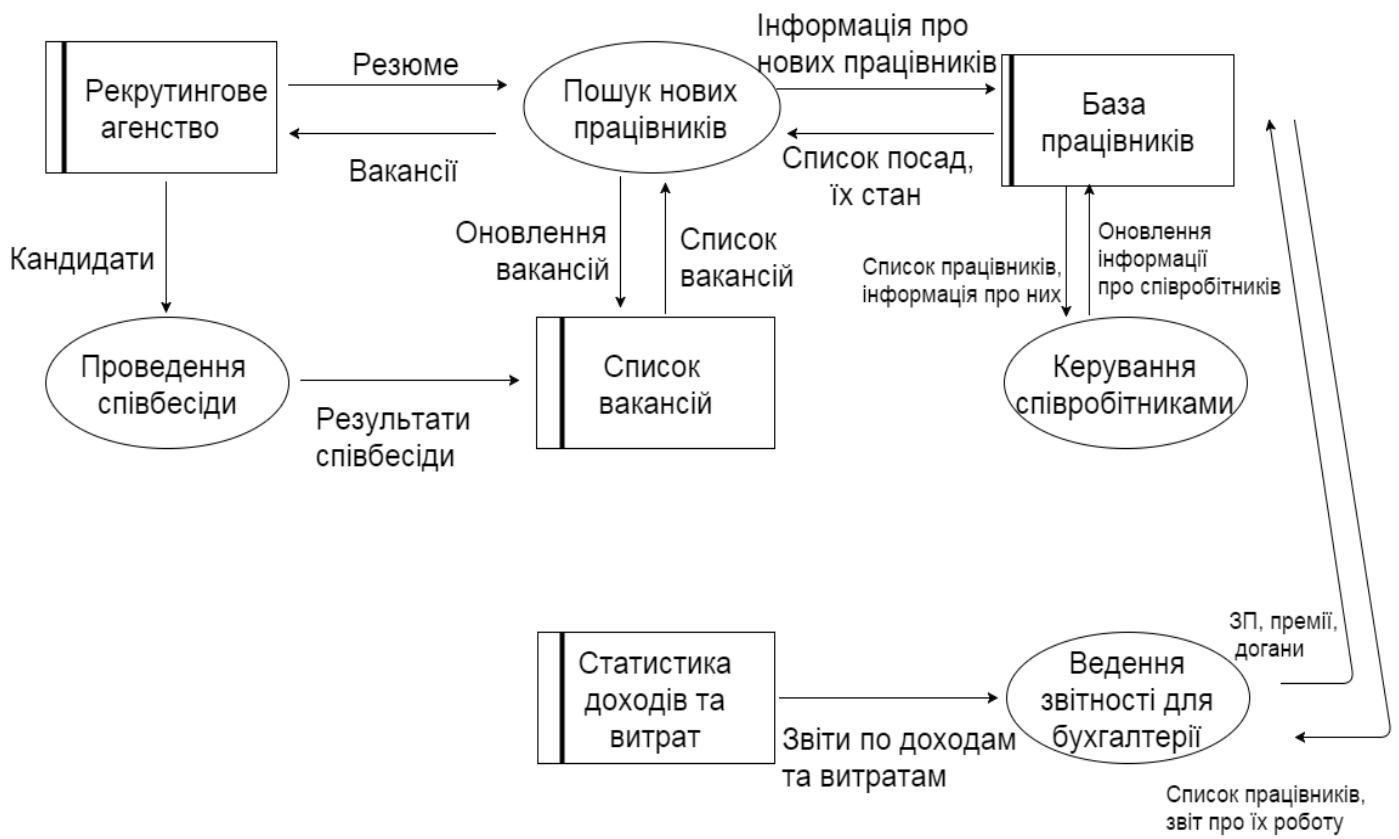 Рекрутингове
агенство
Резюме
Вакансії
Пошук нових
працівників
Інформація про
нових працівників
Список посад,
їх стан
База
працівників
Кандидати
Оновлення
вакансій
Список
вакансій
Список працівників,
інформація про них
Оновлення
інформації
про співробітників
Проведення
співбесіди
Результати
співбесіди
Список
вакансій
Керування
співробітниками
Статистика
доходів та
витрат
Звіти по доходам
та витратам
Ведення
звітності для
бухгалтерії
ЗП, премії,
догани
Список працівників,
звіт про їх роботу